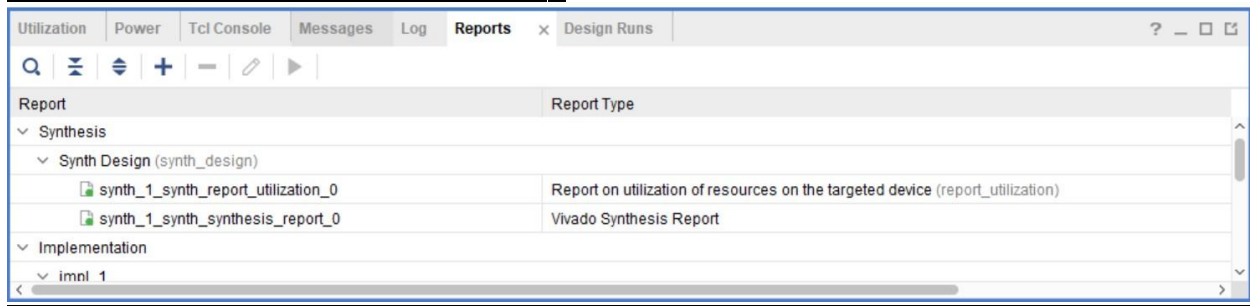 Utilization Power Tcl Console Messages Log Reports × Design Runs ?
Report Report Type
Synthesis
Synth Design (synth_design)
synth_1_synth_report_utilization_0 Report on utilization of resources on the targeted device (report_utilization)
synth_1_synth_synthesis_report_0 Vivado Synthesis Report
Implementation
impl_1